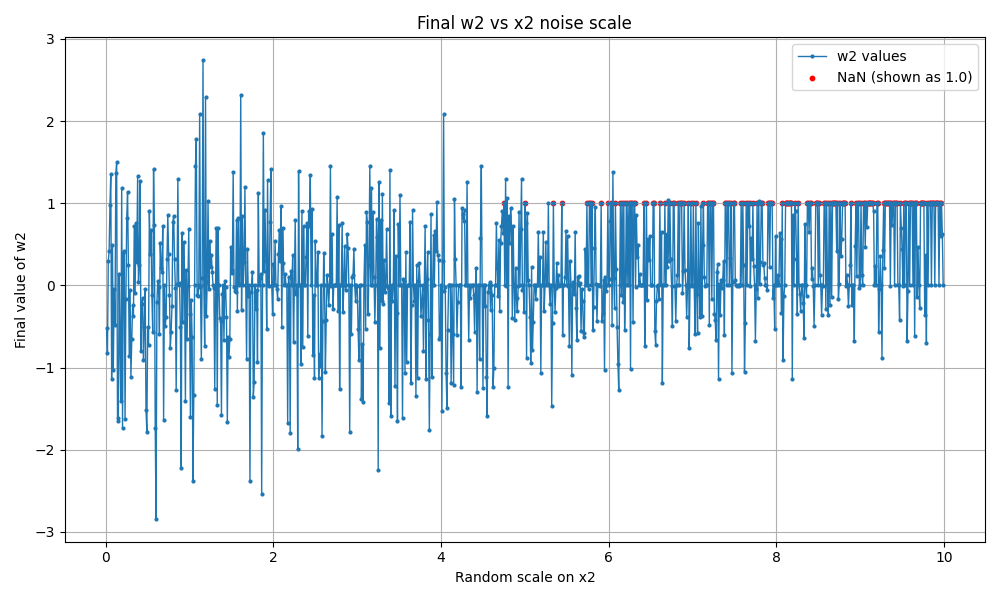 Final w2 vs x2 noise scale
3
2
1
0
−1
−2
−3
Final value of w2
w2 values
NaN (shown as 1.0)
0
2
4
6
8
10
Random scale on x2